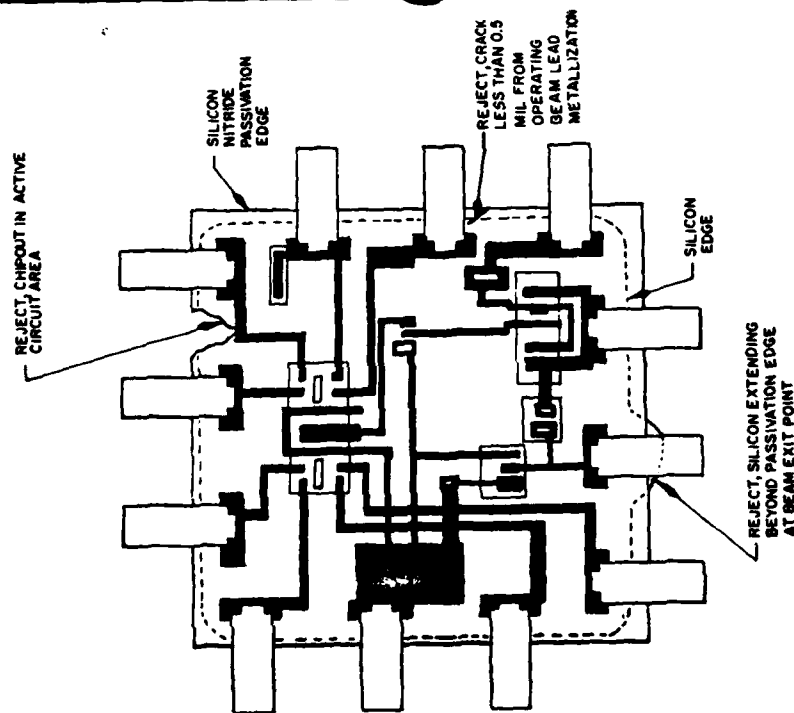 REJECT, CHIPOUT IN ACTIVE
CIRCUIT AREA
SILICON
NITRIDE
PASSIVATION
EDGE
REJECT, CRACK
LESS THAN 0.5
MIL FROM
OPERATING
BEAM LEAD
METALLIZATION
SILICON
EDGE
REJECT, SILICON EXTENDING
BEYOND PASSIVATION EDGE
AT BEAM EXIT POINT